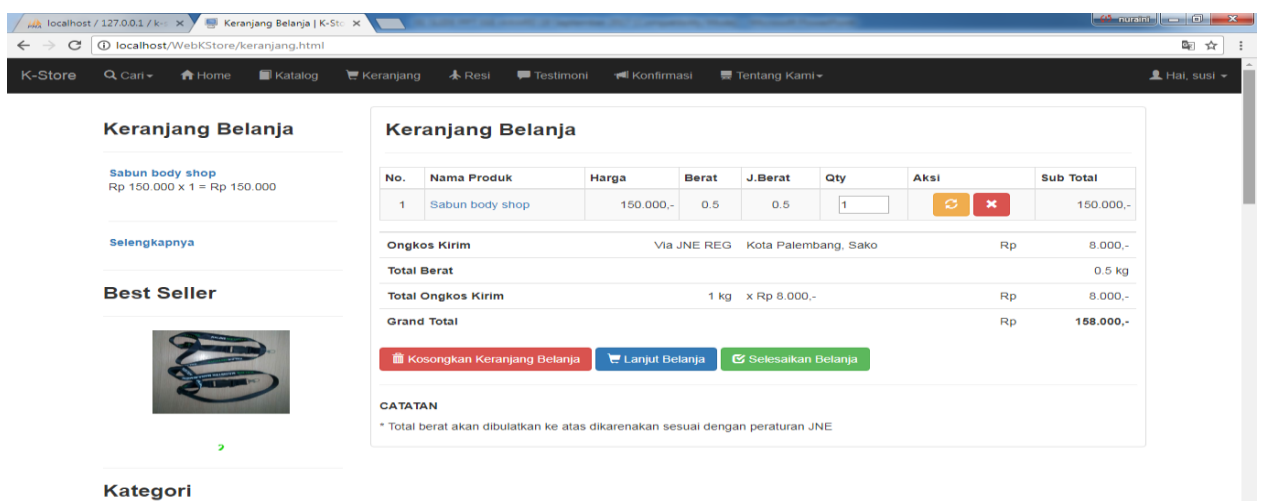 localhost / 127.0.0.1 / k-s
Keranjang Belanja | K-Sto
nuraini
localhost/WebKStore/keranjang.html
K-Store Cari Home Katalog Keranjang Resi Testimoni Konfirmasi Tentang Kami Hai, susi
Keranjang Belanja
Sabun body shop
Rp 150.000 x 1 = Rp 150.000
Selengkapnya
Best Seller
2
Kategori
Keranjang Belanja
No. Nama Produk Harga Berat J.Berat Qty Aksi Sub Total
1 Sabun body shop 150.000,- 0.5 0.5 1 150.000,-
Ongkos Kirim Via JNE REG Kota Palembang, Sako Rp 8.000,-
Total Berat 0.5 kg
Total Ongkos Kirim 1 kg x Rp 8.000,- Rp 8.000,-
Grand Total Rp 158.000,-
Kosongkan Keranjang Belanja Lanjut Belanja Selesaikan Belanja
CATATAN
* Total berat akan dibulatkan ke atas dikarenakan sesuai dengan peraturan JNE